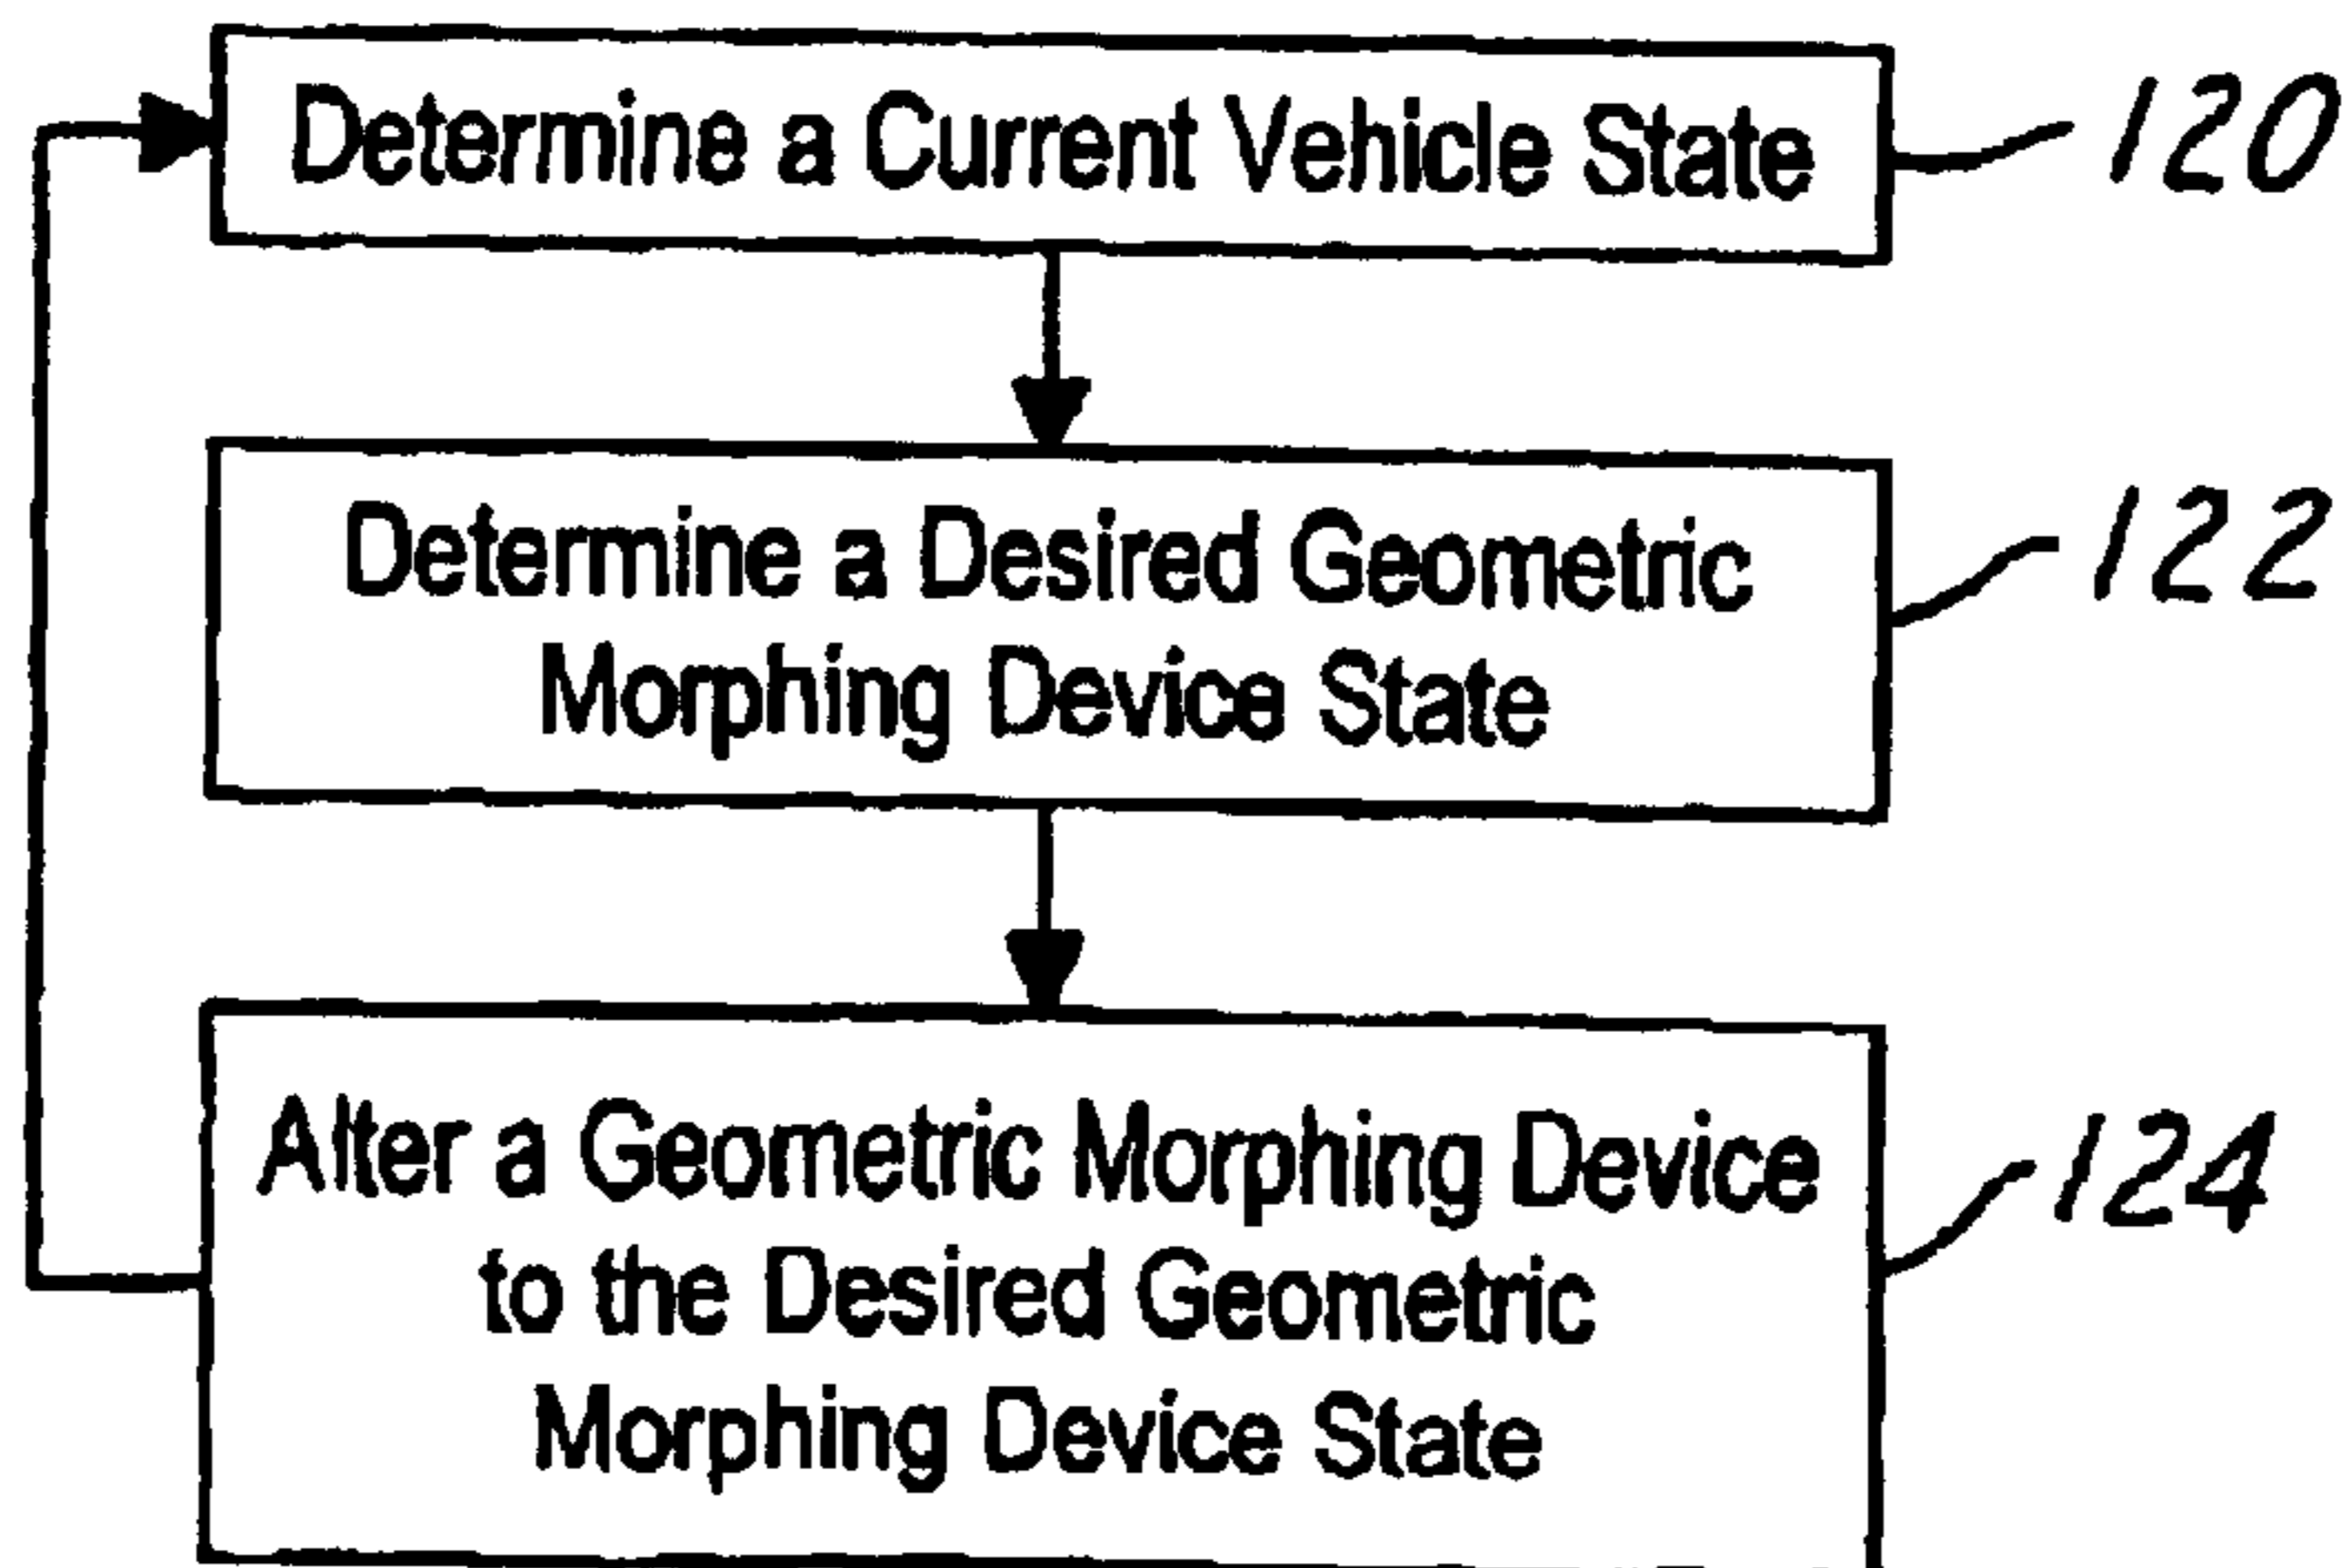 Determine a Current Vehicle State
120
Determine a Desired Geometric
Morphing Device State
122
Alter a Geometric Morphing Device
to the Desired Geometric
Morphing Device State
124